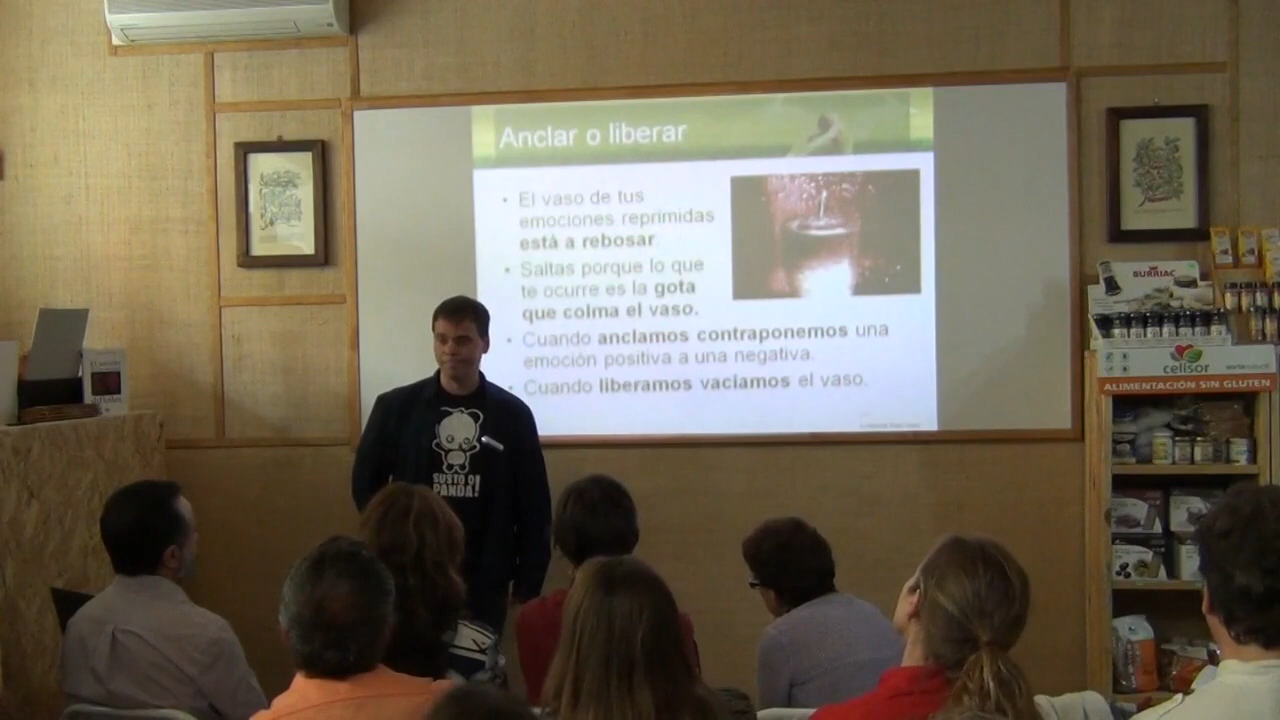 Anclar o liberar
• El vaso de tus
emociones reprimidas
está a rebosar.
• Saltas porque lo que
te ocurre es la gota
que colma el vaso.
• Cuando anclamos contraponemos una
emoción positiva a una negativa.
• Cuando liberamos vaciamos el vaso.
SUSTO O
PANDA!
BURRIAC
celisor
ALIMENTACIÓN SIN GLUTEN